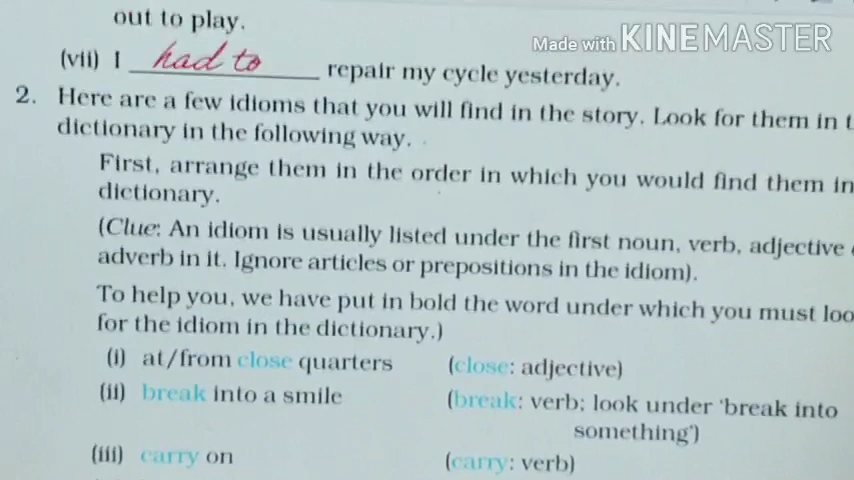 out to play.
Made with KINEMASTER
(vii) I had to repair my cycle yesterday.
2. Here are a few idioms that you will find in the story. Look for them in
dictionary in the following way.
First, arrange them in the order in which you would find them in
dictionary.
(Clue: An idiom is usually listed under the first noun, verb, adjective
adverb in it. Ignore articles or prepositions in the idiom).
To help you, we have put in bold the word under which you must
for the idiom in the dictionary.)
(i) at/from close quarters (close: adjective)
(ii) break into a smile (break: verb; look under 'break into
something')
(iii) carry on (carry: verb)